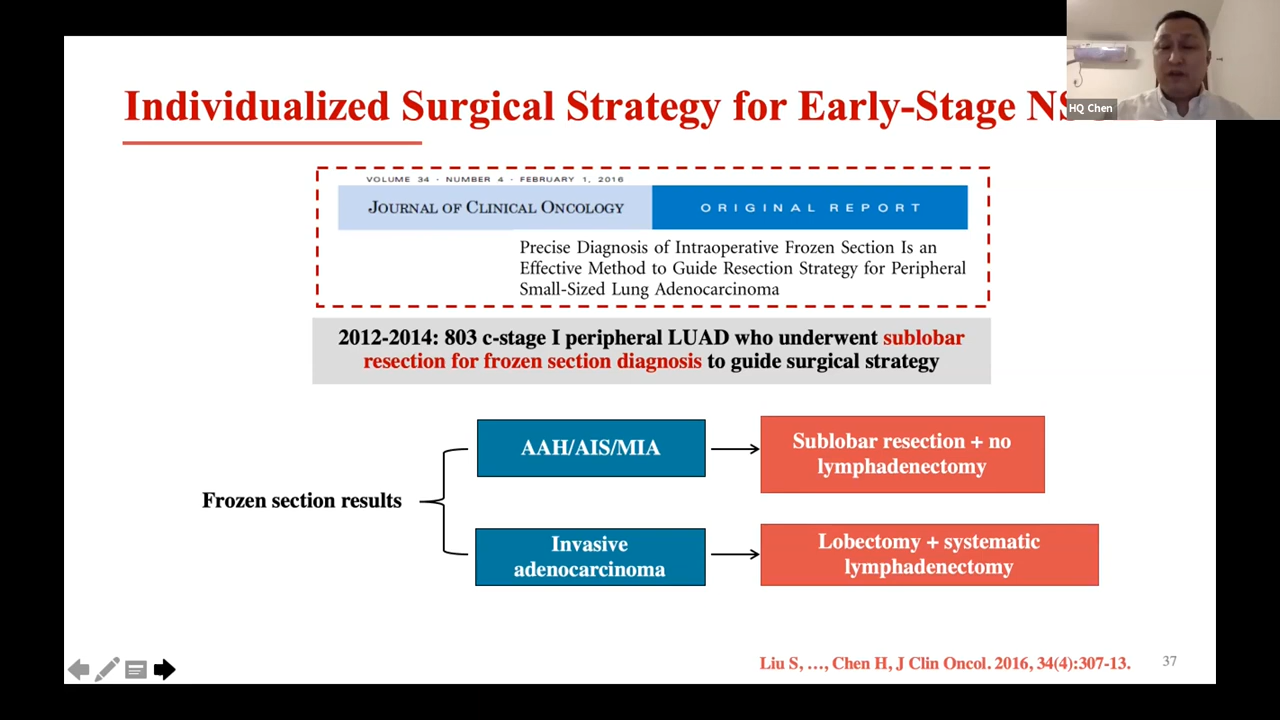 Individualized Surgical Strategy for Early-Stage
HQ Chen
VOLUME 34 · NUMBER 4 · FEBRUARY 1, 2016
JOURNAL OF CLINICAL ONCOLOGY
ORIGINAL REPORT
Precise Diagnosis of Intraoperative Frozen Section Is an
Effective Method to Guide Resection Strategy for Peripheral
Small-Sized Lung Adenocarcinoma
2012-2014: 803 c-stage I peripheral LUAD who underwent sublobar
resection for frozen section diagnosis to guide surgical strategy
Frozen section results
AAH/AIS/MIA
Sublobar resection + no
lymphadenectomy
Invasive
adenocarcinoma
Lobectomy + systematic
lymphadenectomy
Liu S, …, Chen H, J Clin Oncol. 2016, 34(4):307-13.
37